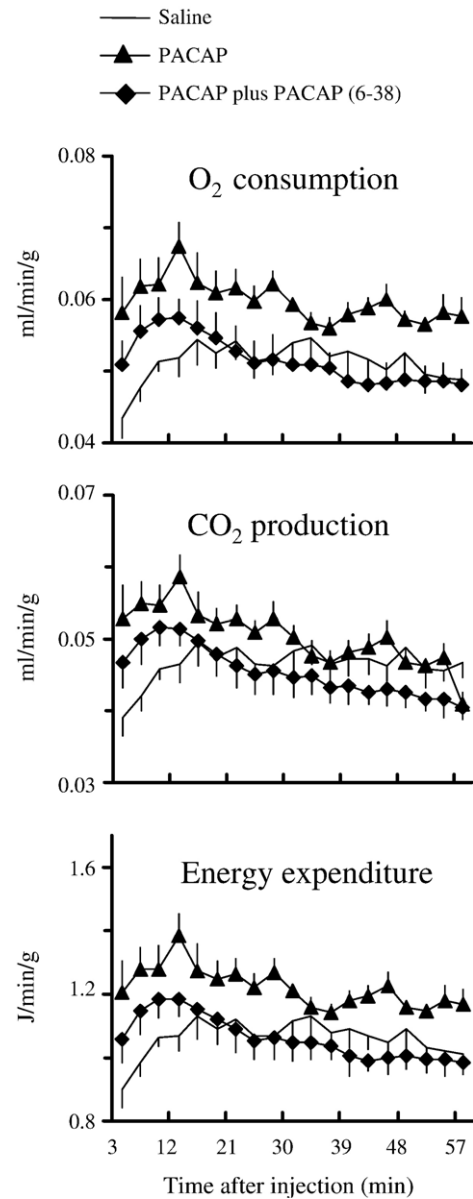 Saline
PACAP
PACAP plus PACAP (6-38)
0.08
O₂ consumption
ml/min/g
0.06
0.04
0.07
CO₂ production
ml/min/g
0.05
0.03
1.6
Energy expenditure
J/min/g
1.2
0.8
3 12 21 30 39 48 57
Time after injection (min)